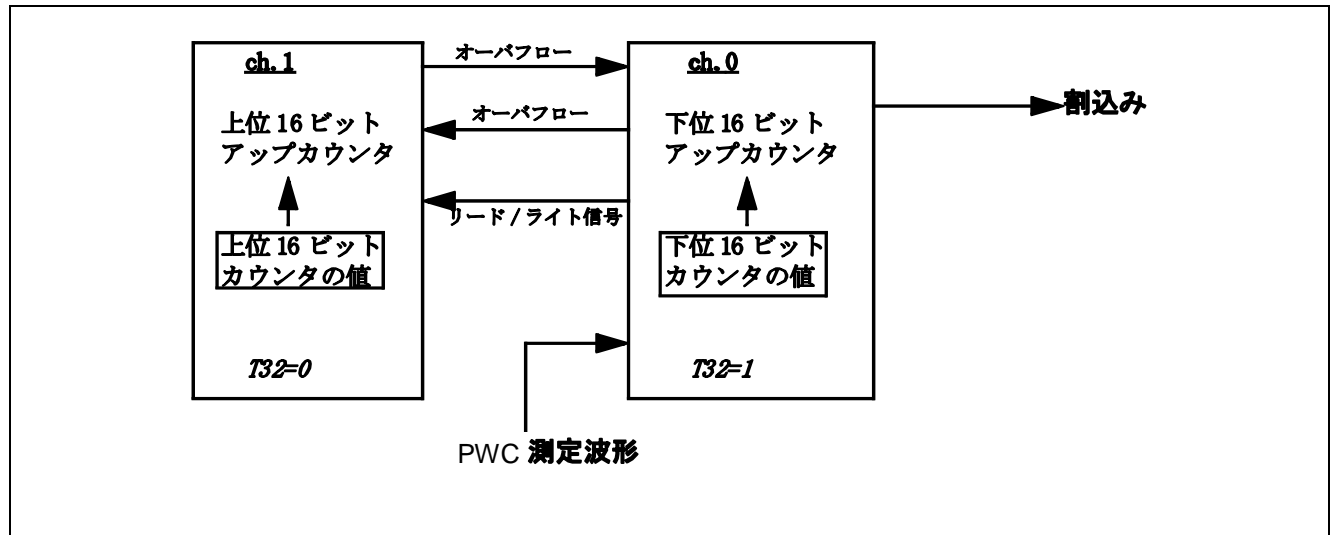 ch.1
オーバフロー
ch.0
オーバフロー
割込み
上位 16 ビット
アップカウンタ
下位 16 ビット
アップカウンタ
リード / ライト信号
上位 16 ビット
カウンタの値
下位 16 ビット
カウンタの値
T32=0
T32=1
PWC 測定波形